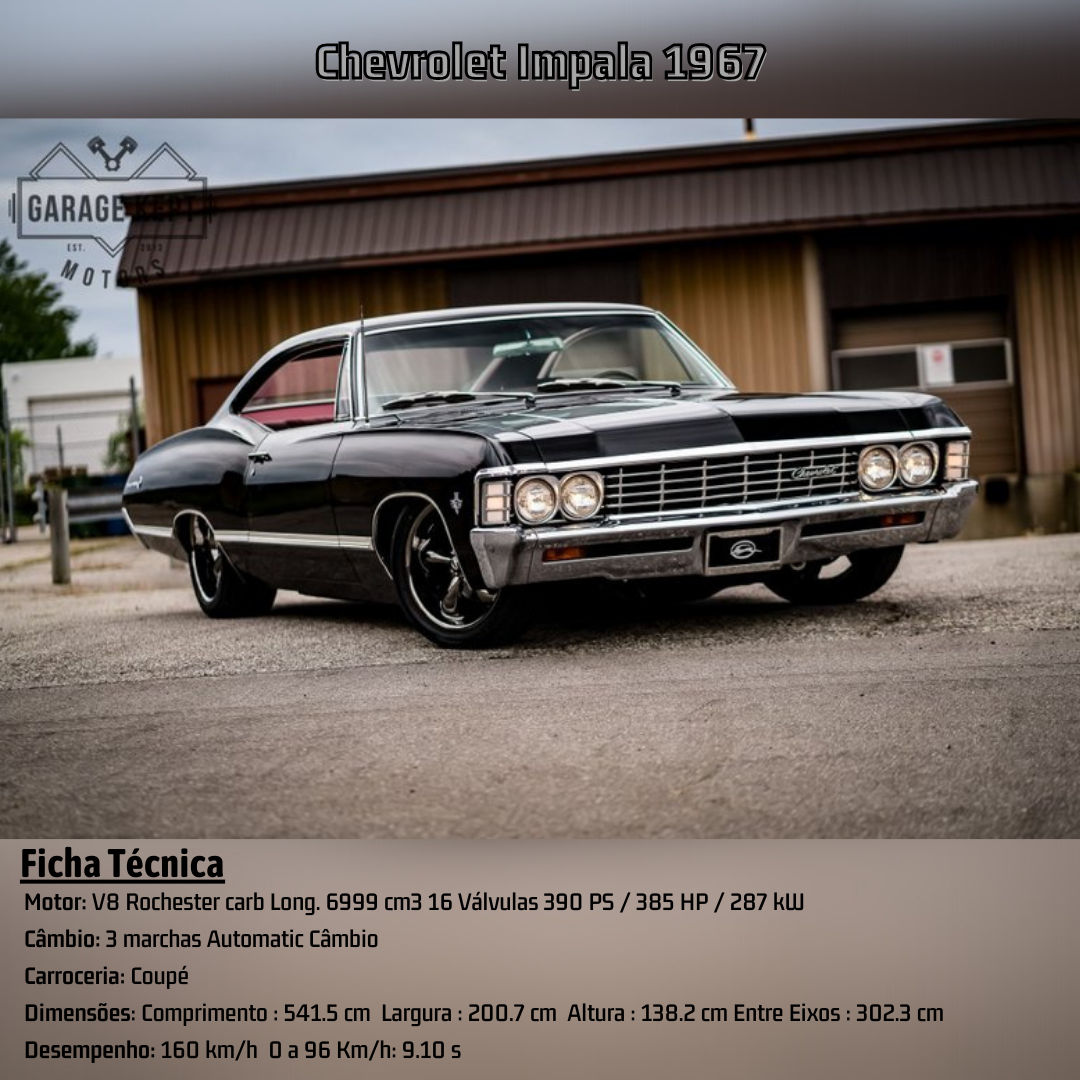 Chevrolet Impala 1967
GARAGE KEPT
EST. 2013
MOTORS
Chevrolet
Ficha Técnica
Motor: V8 Rochester carb Long. 6999 cm3 16 Válvulas 390 PS / 385 HP / 287 kW
Câmbio: 3 marchas Automatic Câmbio
Carroceria: Coupé
Dimensões: Comprimento : 541.5 cm Largura : 200.7 cm Altura : 138.2 cm Entre Eixos : 302.3 cm
Desempenho: 160 km/h 0 a 96 Km/h: 9.10 s